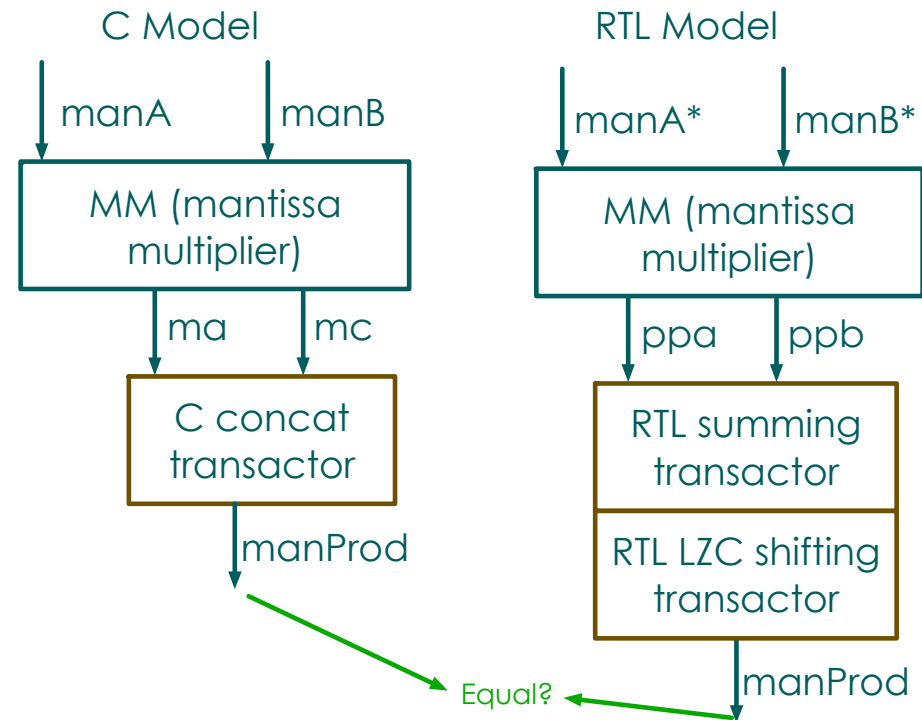 C Model
manA
manB
MM (mantissa
multiplier)
ma
mc
C concat
transactor
manProd
RTL Model
manA*
manB*
MM (mantissa
multiplier)
ppa
ppb
RTL summing
transactor
RTL LZC shifting
transactor
manProd
Equal?